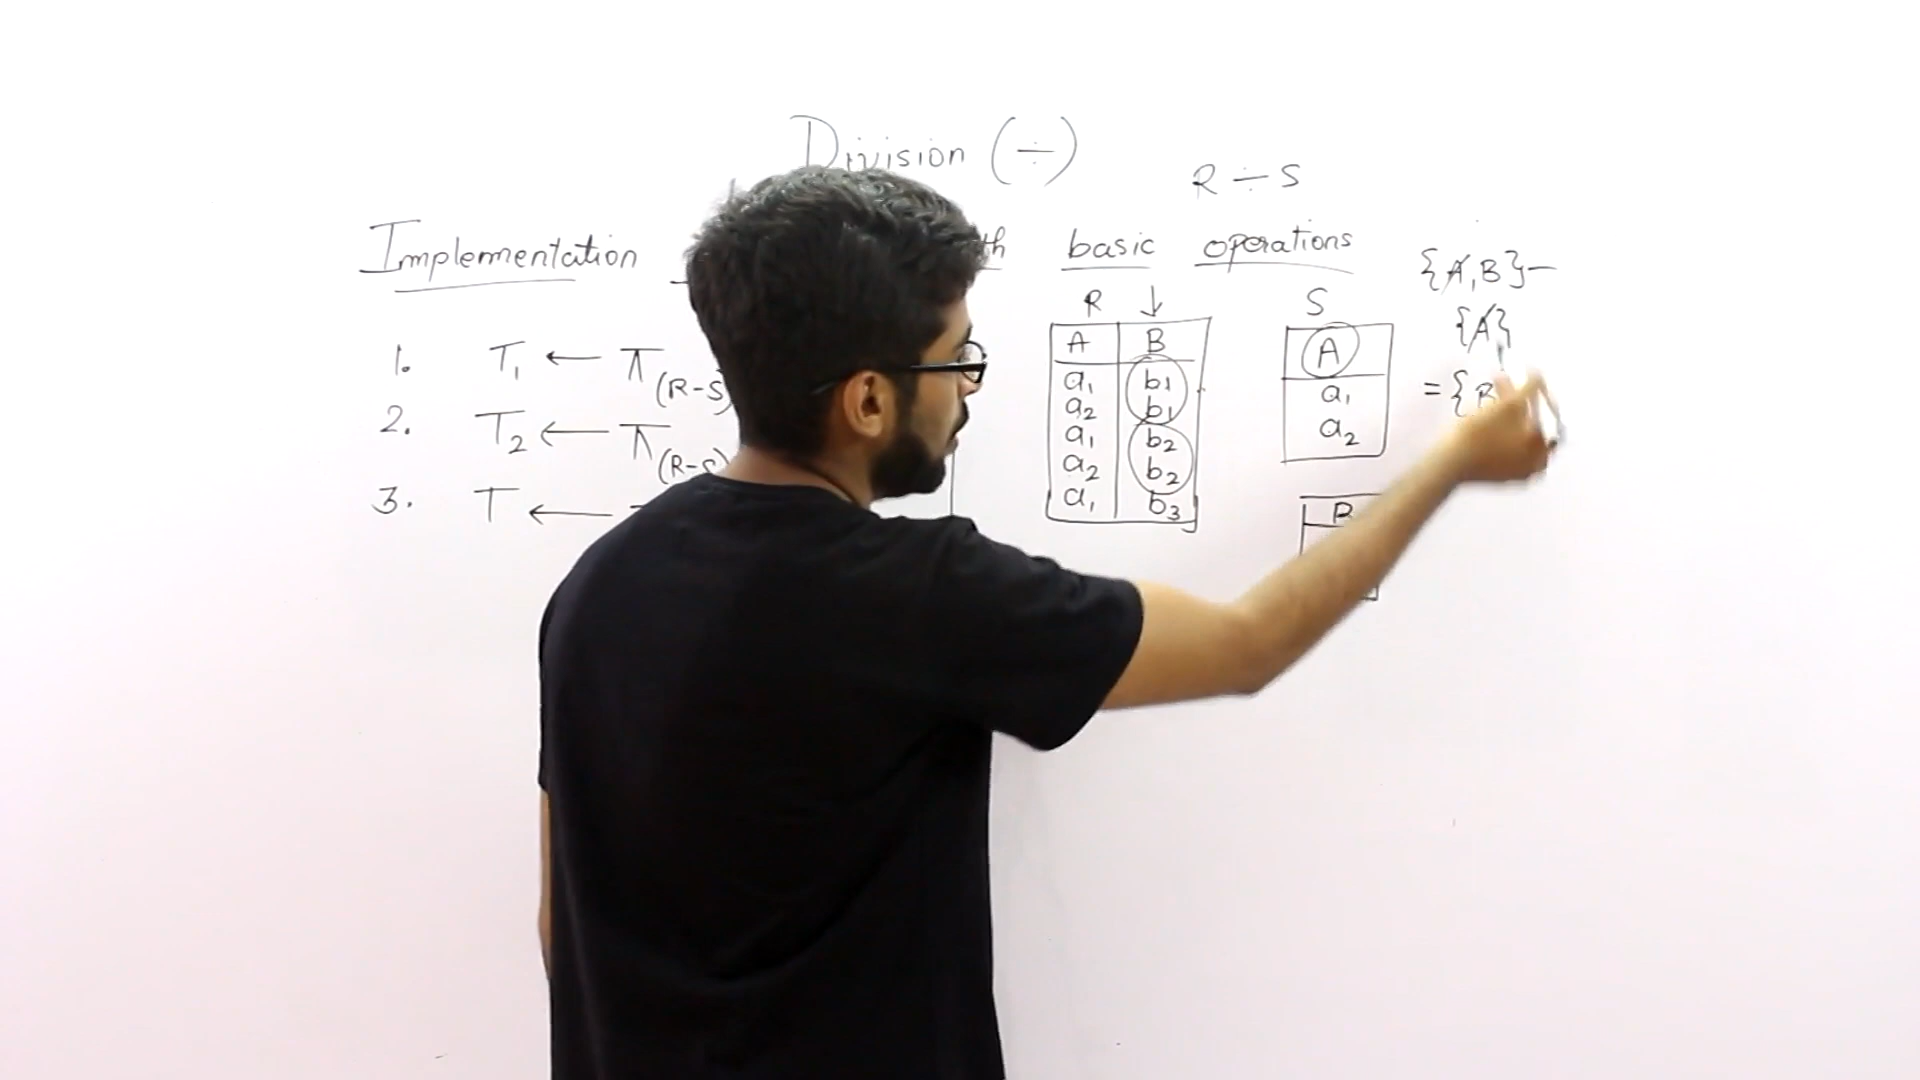 Division (÷)
R ÷ S
Implementation th basic operations
{A,B}-
{A}
={B
1. T1 ← π(R-S)
2. T2 ← π(R-S)
3. T ←
R ↓
A B
a1 b1
a2 b1
a1 b2
a2 b2
a1 b3
S
A
a1
a2
B